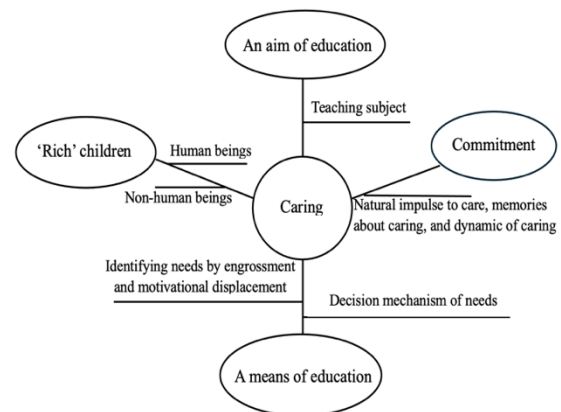 An aim of education
Teaching subject
'Rich' children
Human beings
Non-human beings
Commitment
Natural impulse to care, memories
about caring, and dynamic of caring
Caring
Identifying needs by engrossment
and motivational displacement
Decision mechanism of needs
A means of education